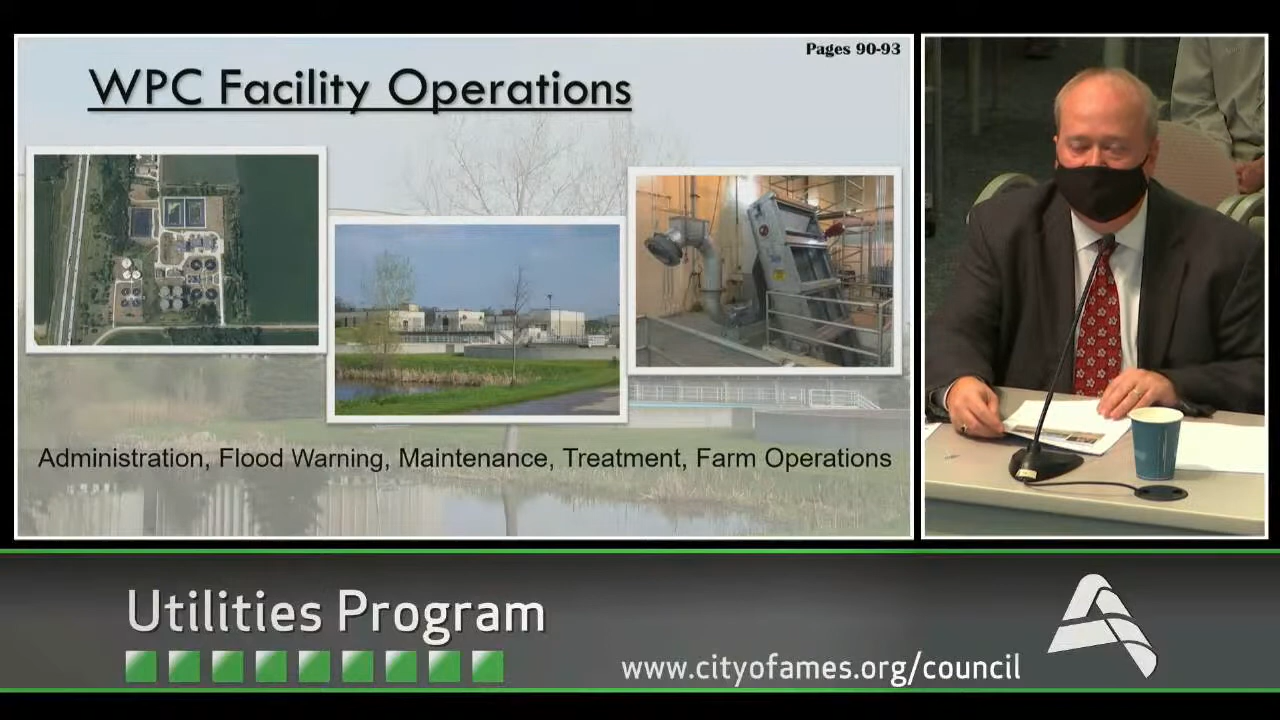 Pages 90-93
WPC Facility Operations
Administration, Flood Warning, Maintenance, Treatment, Farm Operations
Utilities Program
www.cityofames.org/council